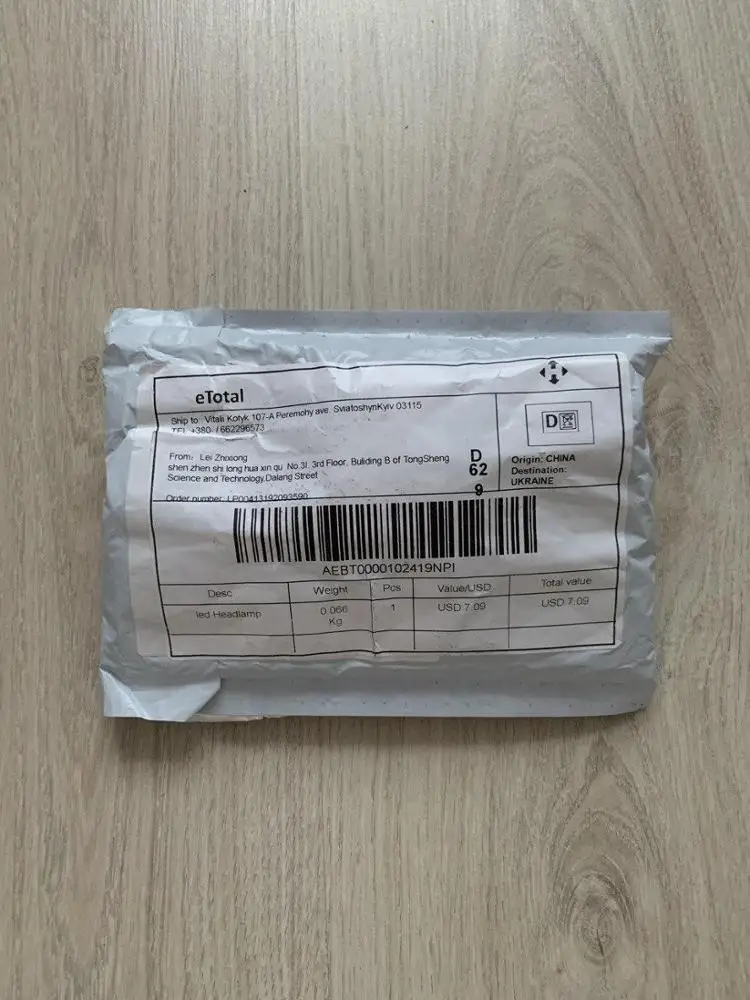 eTotal
Ship to: Vitali Kotyk 107-A Peremohy ave. SviatoshynKyiv 03115
TEL +380 / 662296573
D
From: Lei Zhixiong
shen zhen shi long hua xin qu No.3I, 3rd Floor, Building B of TongSheng
Science and Technology,Dalang Street
D
62
9
Origin: CHINA
Destination:
UKRAINE
Order number: LP00413192093590
AEBT0000102419NPI
Desc Weight Pcs Value/USD Total value
led Headlamp 0.066 Kg 1 USD 7.09 USD 7.09